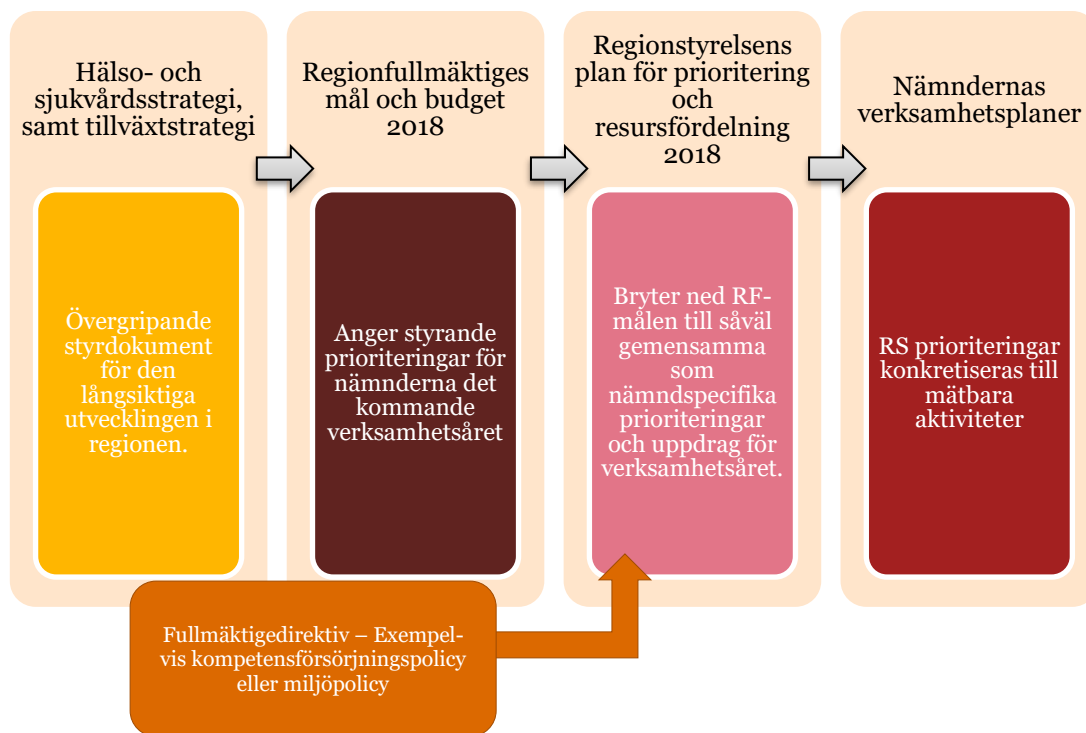 Hälso- och
sjukvårdsstrategi,
samt tillväxtstrategi
Övergripande
styrdokument
för den
långsiktiga
utvecklingen i
regionen.
Regionfullmäktiges
mål och budget
2018
Anger styrande
prioriteringar för
nämnderna det
kommande
verksamhetsåret
Regionstyrelsens
plan för prioritering
och
resursfördelning
2018
Bryter ned RF-
målen till såväl
gemensamma
som
nämndspecifika
prioriteringar
och uppdrag för
verksamhetsåret.
Nämndernas
verksamhetsplaner
RS prioriteringar
konkretiseras till
mätbara
aktiviteter
Fullmäktigedirektiv – Exempel-
vis kompetensförsörjningspolicy
eller miljöpolicy